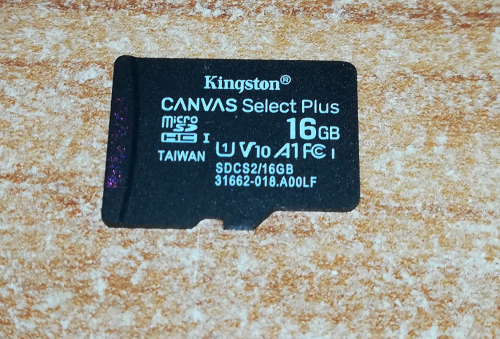 Kingston®
CANVAS Select Plus
micro SD HC I 16GB
TAIWAN U1 V10 A1 FC I
SDCS2/16GB
31662-018.A00LF